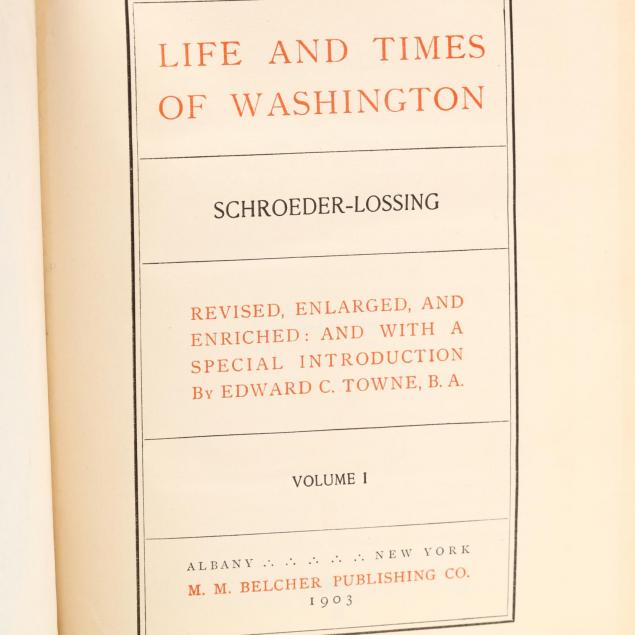 LIFE AND TIMES
OF WASHINGTON
SCHROEDER-LOSSING
REVISED, ENLARGED, AND
ENRICHED: AND WITH A
SPECIAL INTRODUCTION
By EDWARD C. TOWNE, B. A.
VOLUME I
ALBANY ∴ ∴ ∴ ∴ ∴ NEW YORK
M. M. BELCHER PUBLISHING CO.
1903